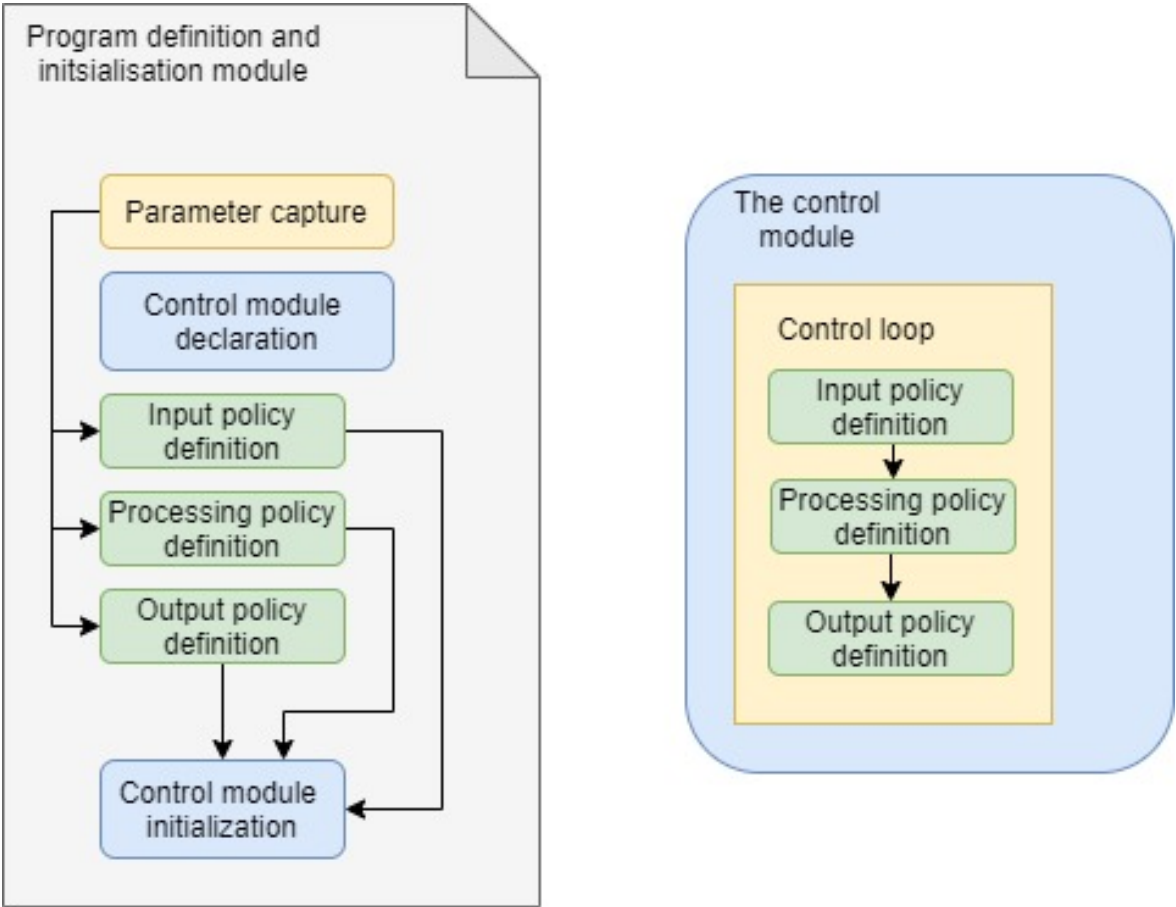 Program definition and
initsialisation module
Parameter capture
Control module
declaration
Input policy
definition
Processing policy
definition
Output policy
definition
Control module
initialization
The control
module
Control loop
Input policy
definition
Processing policy
definition
Output policy
definition